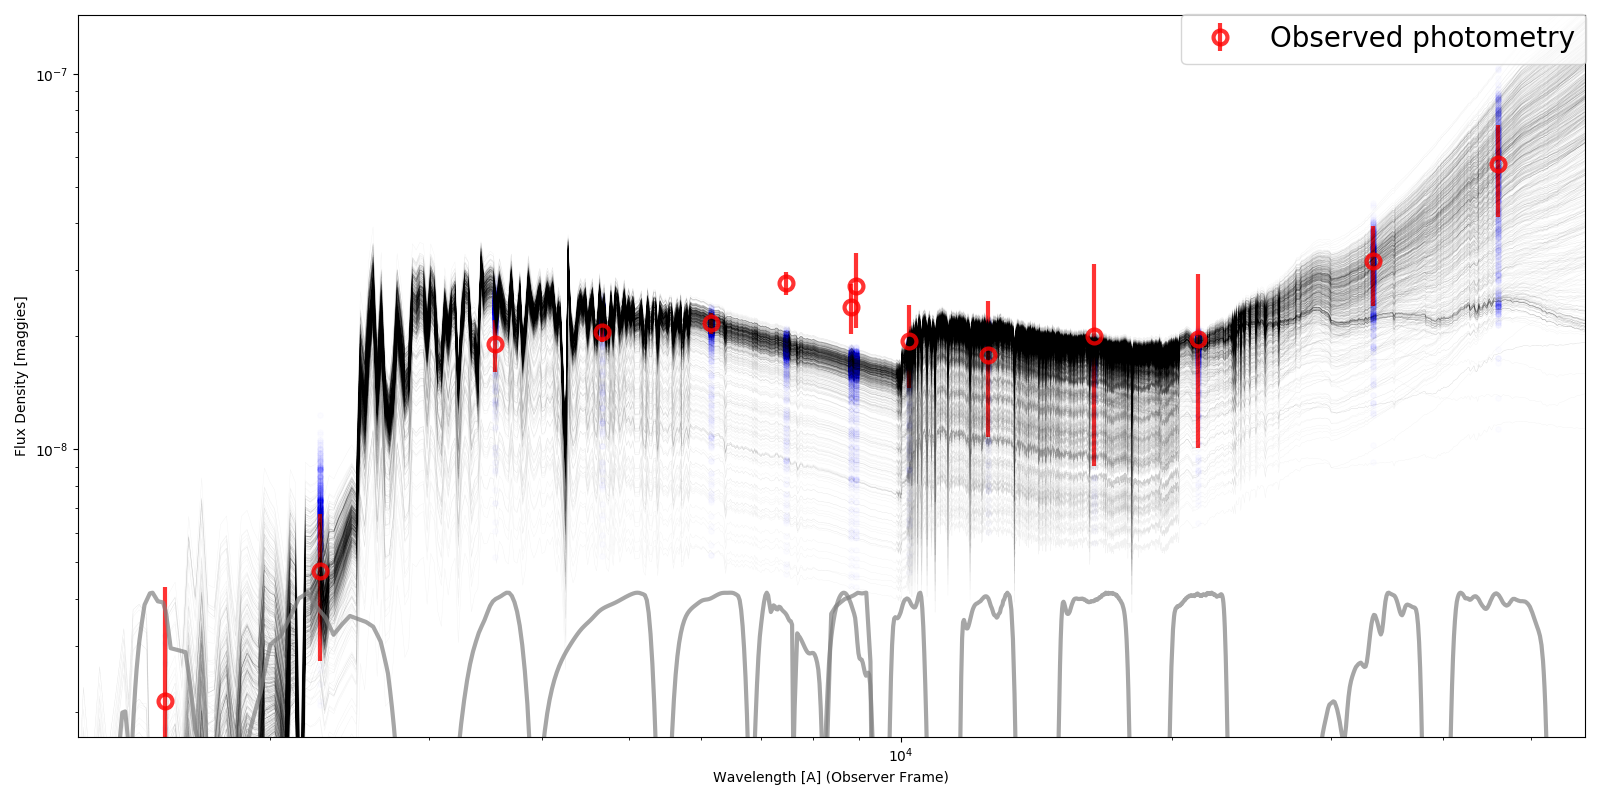 Observed photometry
10⁻⁷
10⁻⁸
Flux Density [maggies]
10⁴
Wavelength [A] (Observer Frame)